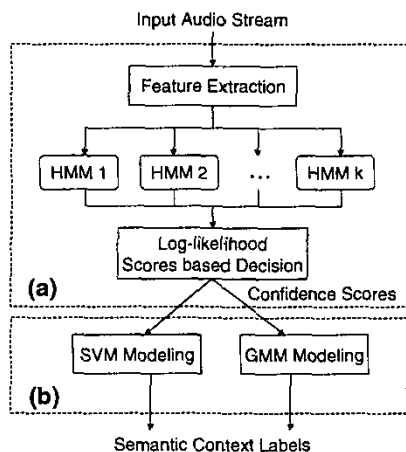 Input Audio Stream
Feature Extraction
HMM 1 HMM 2 ... HMM k
Log-likelihood
Scores based Decision
(a)
Confidence Scores
SVM Modeling GMM Modeling
(b)
Semantic Context Labels